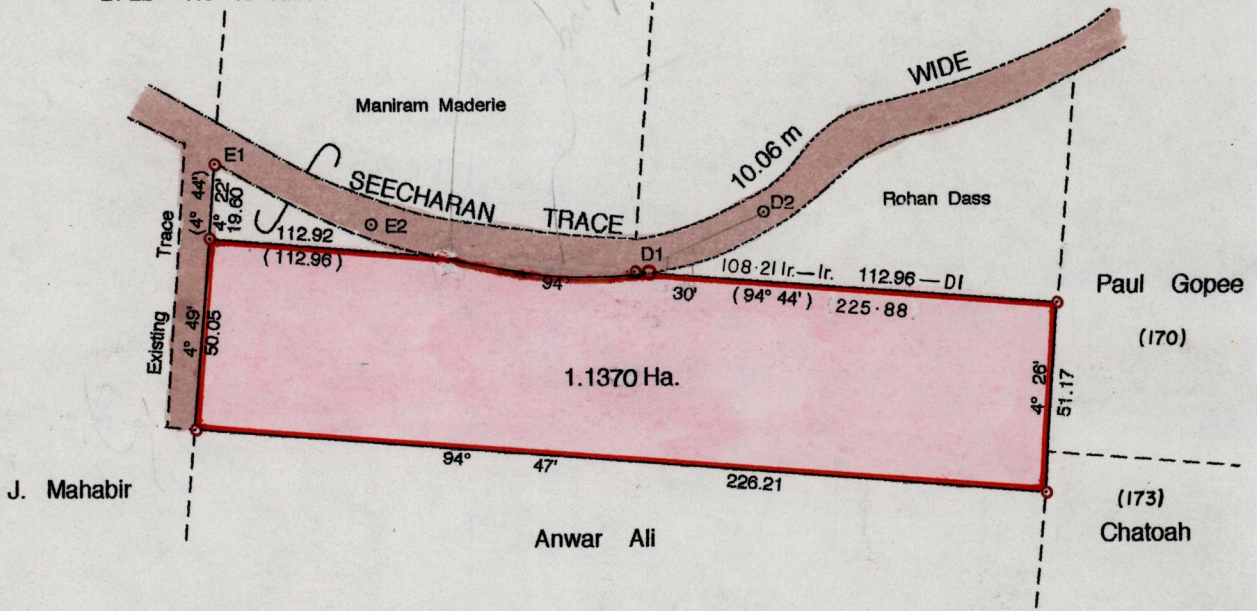 Maniram Maderie
WIDE
10.06 m
E1
SEECHARAN TRACE
E2
D2
Rohan Dass
(4° 44')
4° 22'
19.60
Existing Trace
112.92
(112.96)
D1
94°
30'
108·21 Ir.—Ir. 112.96—DI
(94° 44') 225·88
Paul Gopee
(170)
4° 49'
50.05
1.1370 Ha.
4° 26'
51.17
94° 47' 226.21
J. Mahabir
Anwar Ali
(173)
Chatoah